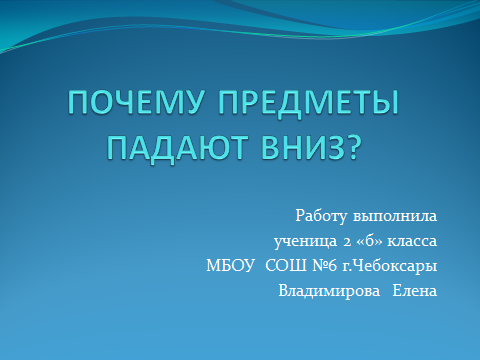 ПОЧЕМУ ПРЕДМЕТЫ
ПАДАЮТ ВНИЗ?
Работу выполнила
ученица 2 «б» класса
МБОУ СОШ №6 г.Чебоксары
Владимирова Елена